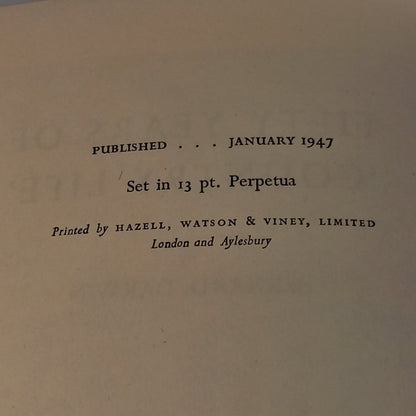 PUBLISHED . . . JANUARY 1947
Set in 13 pt. Perpetua
Printed by HAZELL, WATSON & VINEY, LIMITED
London and Aylesbury